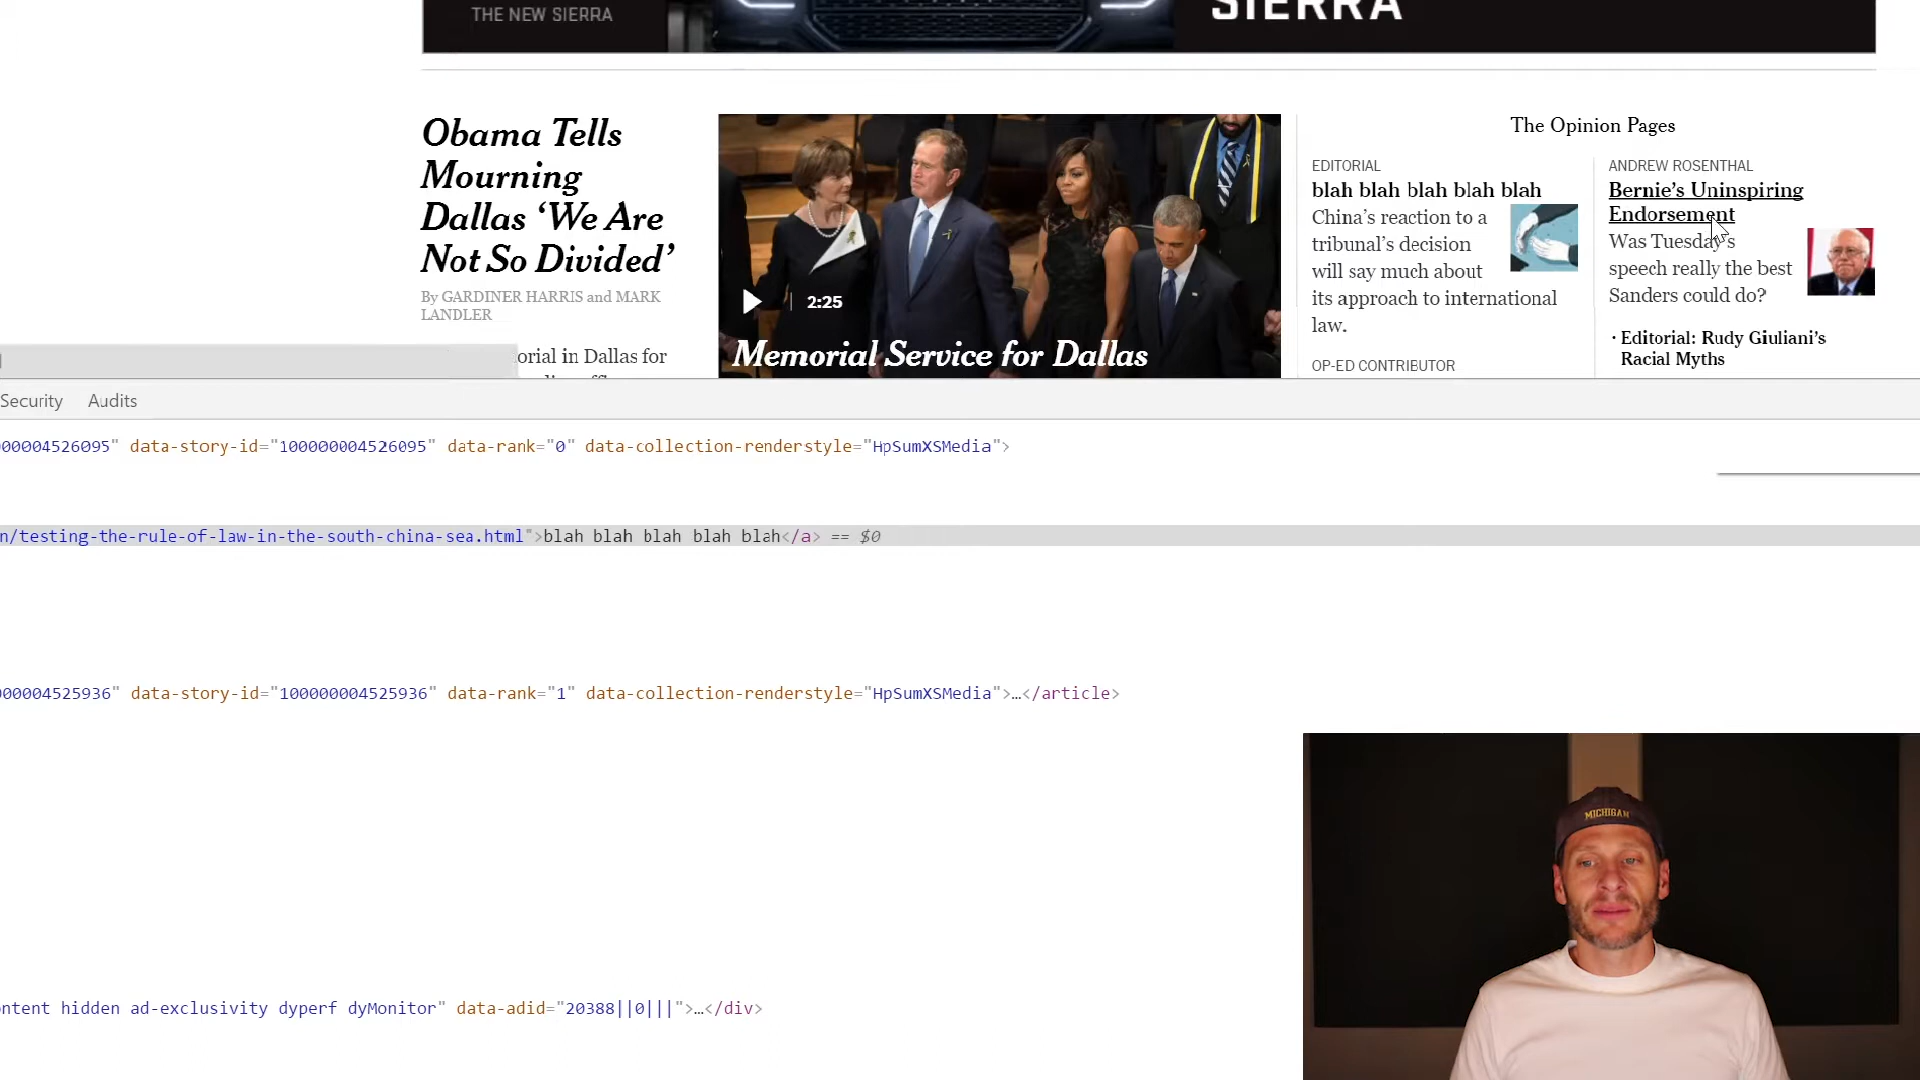 THE NEW SIERRA
SIERRA
Obama Tells
Mourning
Dallas ‘We Are
Not So Divided’
By GARDINER HARRIS and MARK
LANDLER
orial in Dallas for
2:25
Memorial Service for Dallas
The Opinion Pages
EDITORIAL
blah blah blah blah blah
China’s reaction to a
tribunal’s decision
will say much about
its approach to international
law.
OP-ED CONTRIBUTOR
ANDREW ROSENTHAL
Bernie’s Uninspiring
Endorsement
Was Tuesday’s
speech really the best
Sanders could do?
· Editorial: Rudy Giuliani’s
Racial Myths
Security Audits
00004526095" data-story-id="100000004526095" data-rank="0" data-collection-renderstyle="HpSumXSMedia">
n/testing-the-rule-of-law-in-the-south-china-sea.html">blah blah blah blah blah</a> == $0
00004525936" data-story-id="100000004525936" data-rank="1" data-collection-renderstyle="HpSumXSMedia">…</article>
ntent hidden ad-exclusivity dyperf dyMonitor" data-adid="20388||0|||">…</div>
MICHIGAN